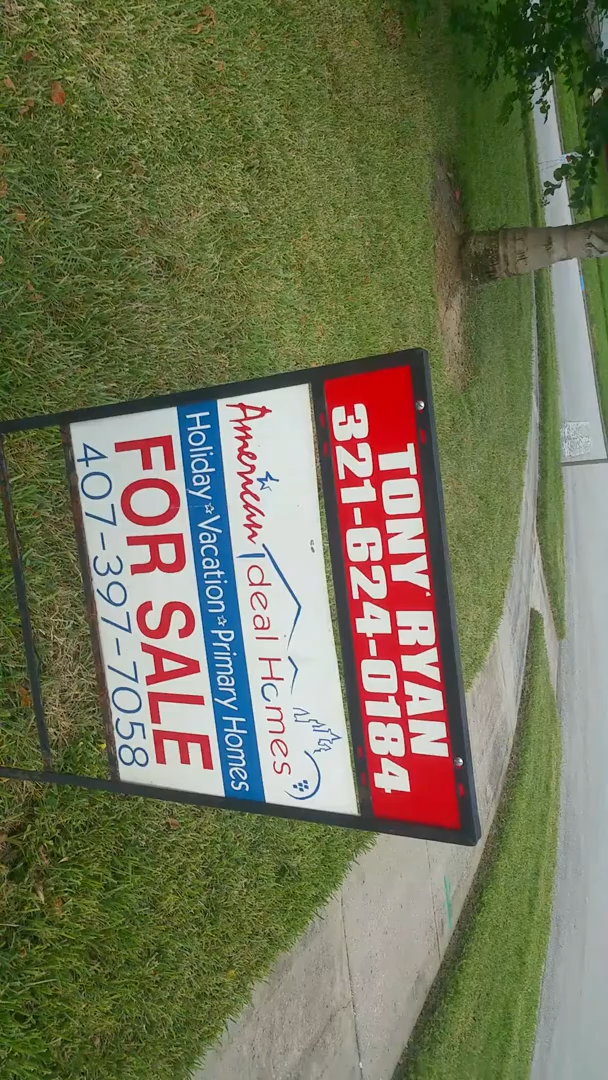 TONY RYAN
321-624-0184
American Ideal Homes
Holiday☆Vacation☆Primary Homes
FOR SALE
407-397-7058